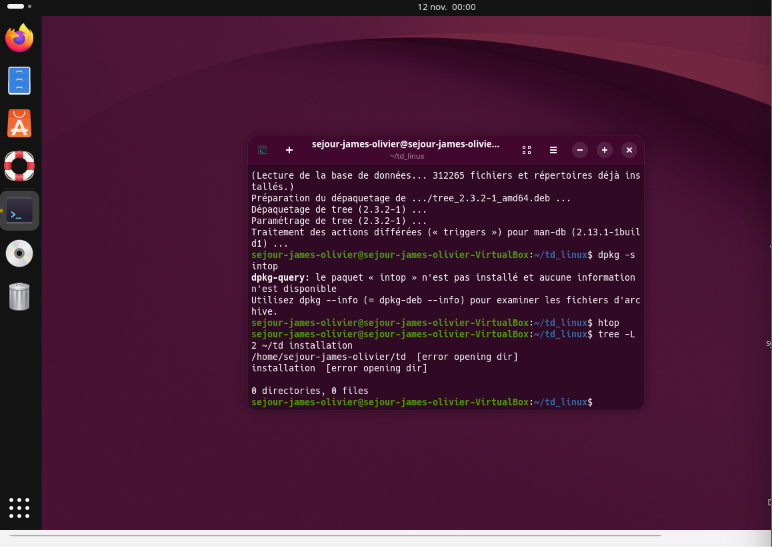 12 nov.  00:00
sejour-james-olivier@sejour-james-olivie...
~/td_linux
(Lecture de la base de données... 312265 fichiers et répertoires déjà ins
tallés.)
Préparation du dépaquetage de .../tree_2.3.2-1_amd64.deb ...
Dépaquetage de tree (2.3.2-1) ...
Paramétrage de tree (2.3.2-1) ...
Traitement des actions différées (« triggers ») pour man-db (2.13.1-1buil
d1) ...
sejour-james-olivier@sejour-james-olivier-VirtualBox:~/td_linux$ dpkg -s
intop
dpkg-query: le paquet « intop » n'est pas installé et aucune information
n'est disponible
Utilisez dpkg --info (= dpkg-deb --info) pour examiner les fichiers d'arc
hive.
sejour-james-olivier@sejour-james-olivier-VirtualBox:~/td_linux$ htop
sejour-james-olivier@sejour-james-olivier-VirtualBox:~/td_linux$ tree -L
2 ~/td installation
/home/sejour-james-olivier/td  [error opening dir]
installation  [error opening dir]
0 directories, 0 files
sejour-james-olivier@sejour-james-olivier-VirtualBox:~/td_linux$